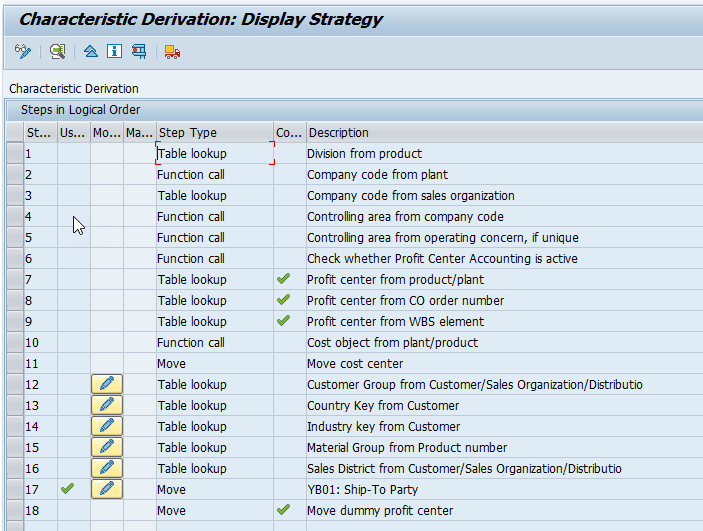 Characteristic Derivation: Display Strategy
Characteristic Derivation
Steps in Logical Order
St... Us... Mo... Ma... Step Type Co... Description
1 Table lookup Division from product
2 Function call Company code from plant
3 Table lookup Company code from sales organization
4 Function call Controlling area from company code
5 Function call Controlling area from operating concern, if unique
6 Function call Check whether Profit Center Accounting is active
7 Table lookup Profit center from product/plant
8 Table lookup Profit center from CO order number
9 Table lookup Profit center from WBS element
10 Function call Cost object from plant/product
11 Move Move cost center
12 Table lookup Customer Group from Customer/Sales Organization/Distributio
13 Table lookup Country Key from Customer
14 Table lookup Industry key from Customer
15 Table lookup Material Group from Product number
16 Table lookup Sales District from Customer/Sales Organization/Distributio
17 Move YB01: Ship-To Party
18 Move Move dummy profit center